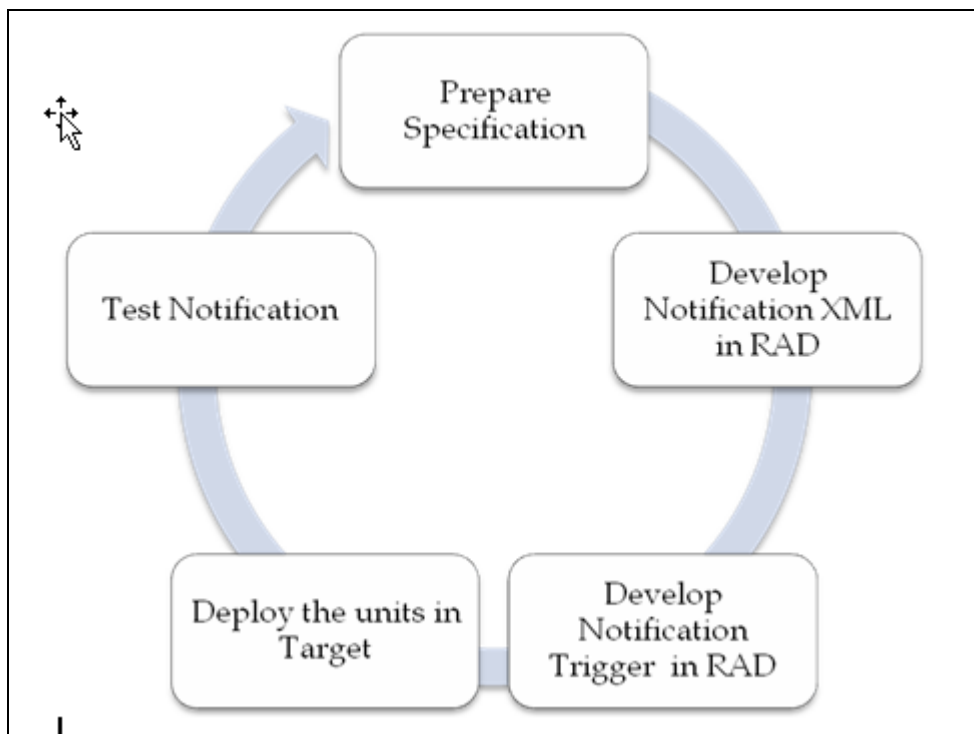 Prepare
Specification
Develop
Notification XML
in RAD
Develop
Notification
Trigger in RAD
Deploy the units in
Target
Test Notification